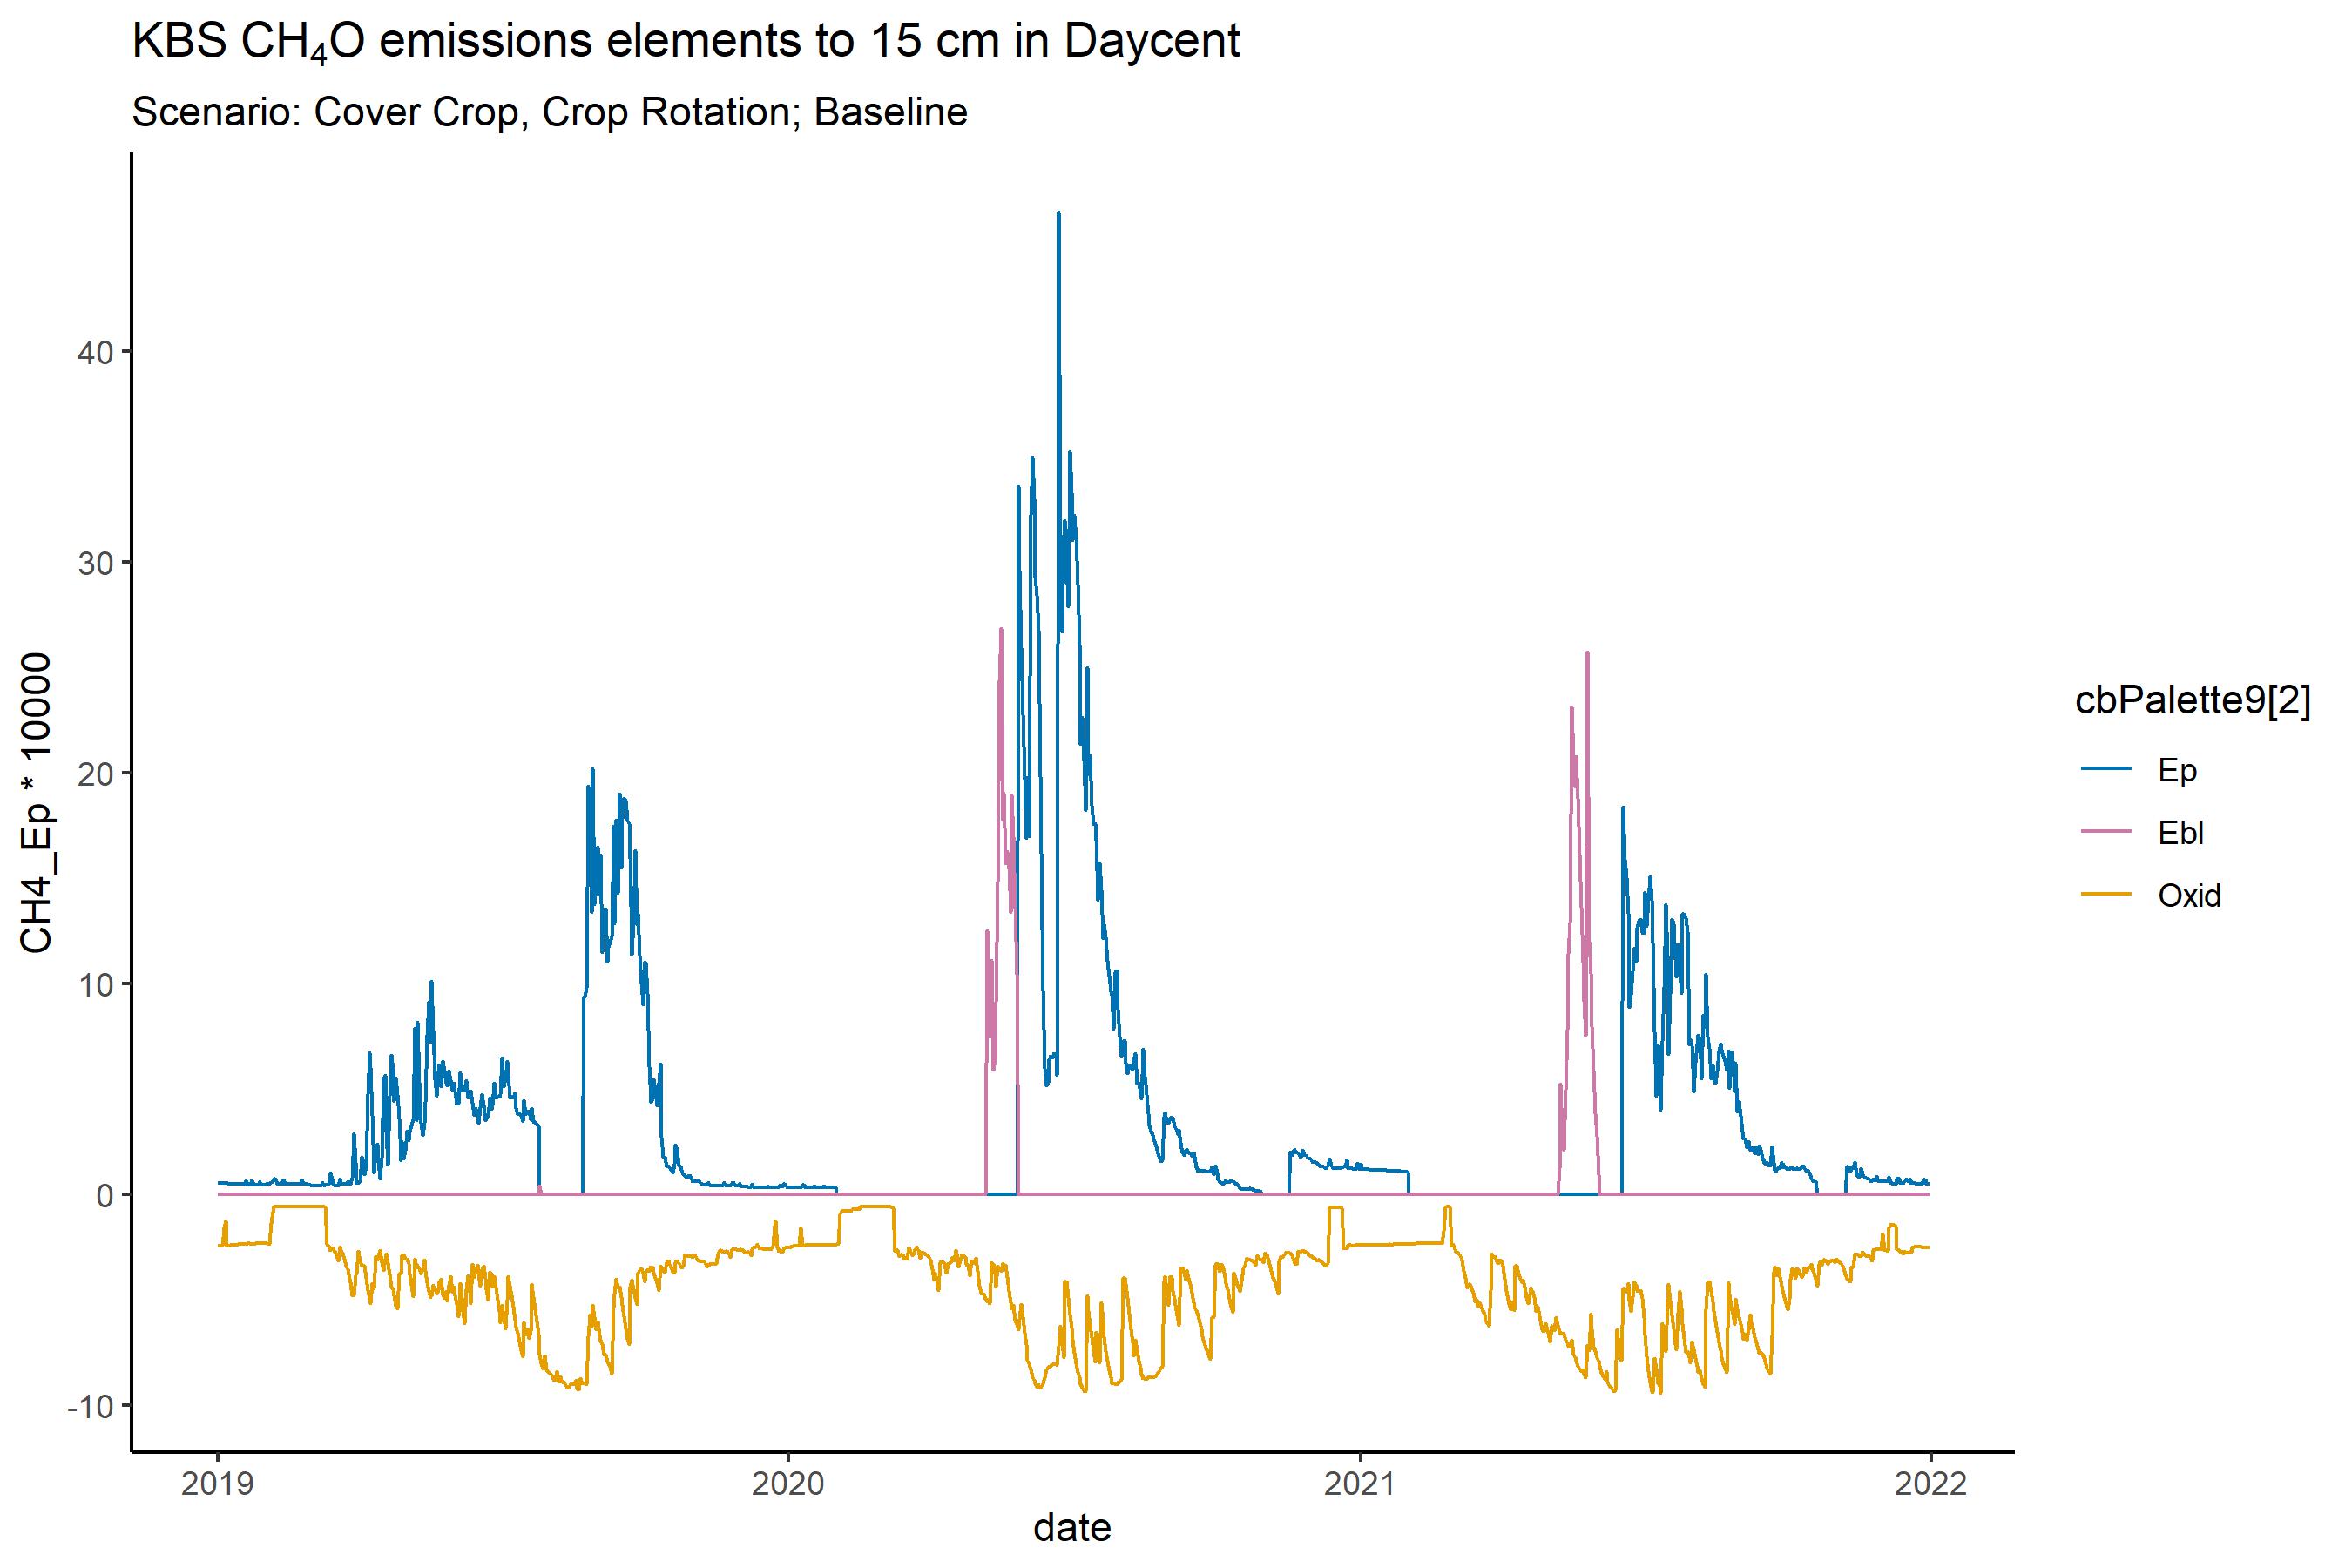 KBS CH₄O emissions elements to 15 cm in Daycent
Scenario: Cover Crop, Crop Rotation; Baseline
CH4_Ep * 10000
40
30
20
10
0
-10
2019
2020
2021
2022
date
cbPalette9[2]
Ep
Ebl
Oxid